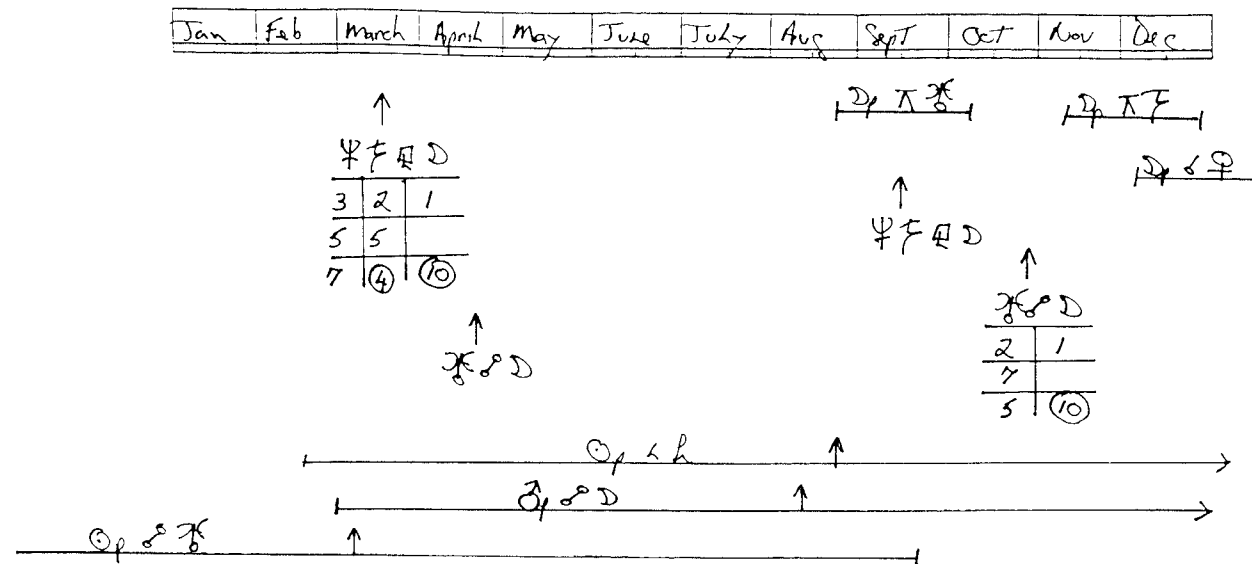 Jan Feb March April May June July Aug Sept Oct Nov Dec
☽p ⚻ ♅
☽p ⚻
☽p ☌ ♀
♆ □ ☽
3 2 1
5 5
7 4 10
♆ □ ☽
♅ ☍ ☽
2 1
7
5 10
♅ ☍ ☽
☉p ∠ ♄
♂p ☍ ☽
☉p ☍ ♅